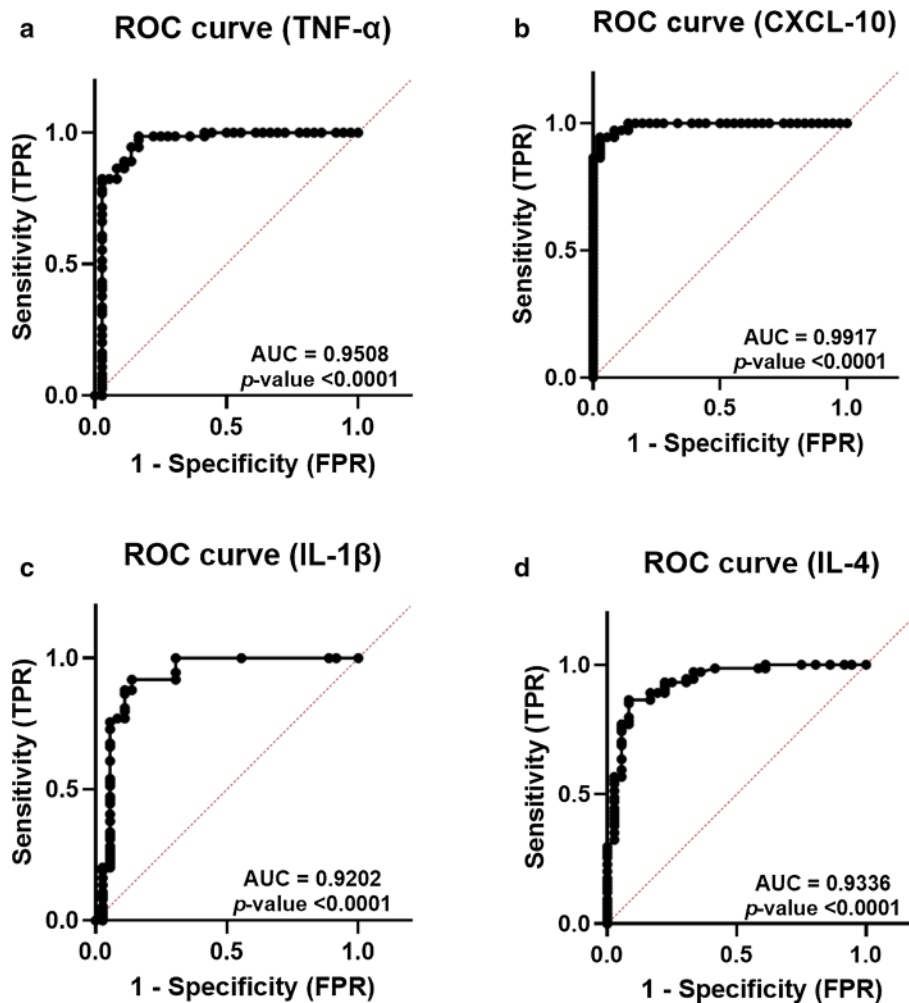 a
ROC curve (TNF-α)
1.0
0.5
0.0
Sensitivity (TPR)
AUC = 0.9508
p-value <0.0001
0.0 0.5 1.0
1 - Specificity (FPR)
b
ROC curve (CXCL-10)
1.0
0.5
0.0
Sensitivity (TPR)
AUC = 0.9917
p-value <0.0001
0.0 0.5 1.0
1 - Specificity (FPR)
c
ROC curve (IL-1β)
1.0
0.5
0.0
Sensitivity (TPR)
AUC = 0.9202
p-value <0.0001
0.0 0.5 1.0
1 - Specificity (FPR)
d
ROC curve (IL-4)
1.0
0.5
0.0
Sensitivity (TPR)
AUC = 0.9336
p-value <0.0001
0.0 0.5 1.0
1 - Specificity (FPR)